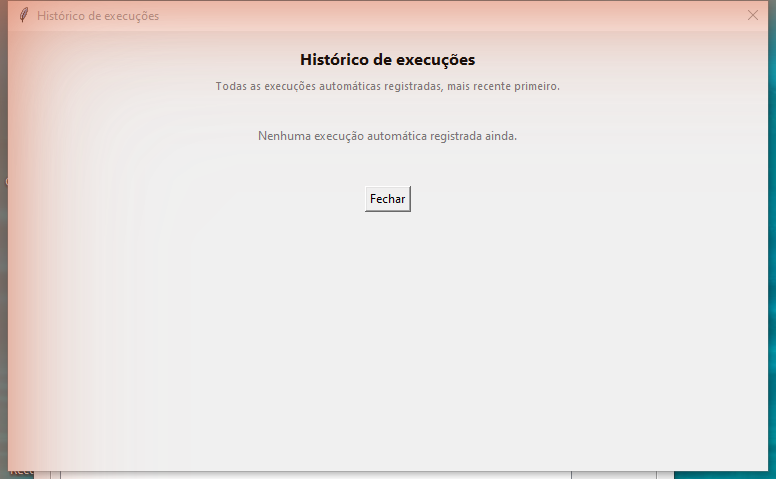 Histórico de execuções
Histórico de execuções
Todas as execuções automáticas registradas, mais recente primeiro.
Nenhuma execução automática registrada ainda.
Fechar